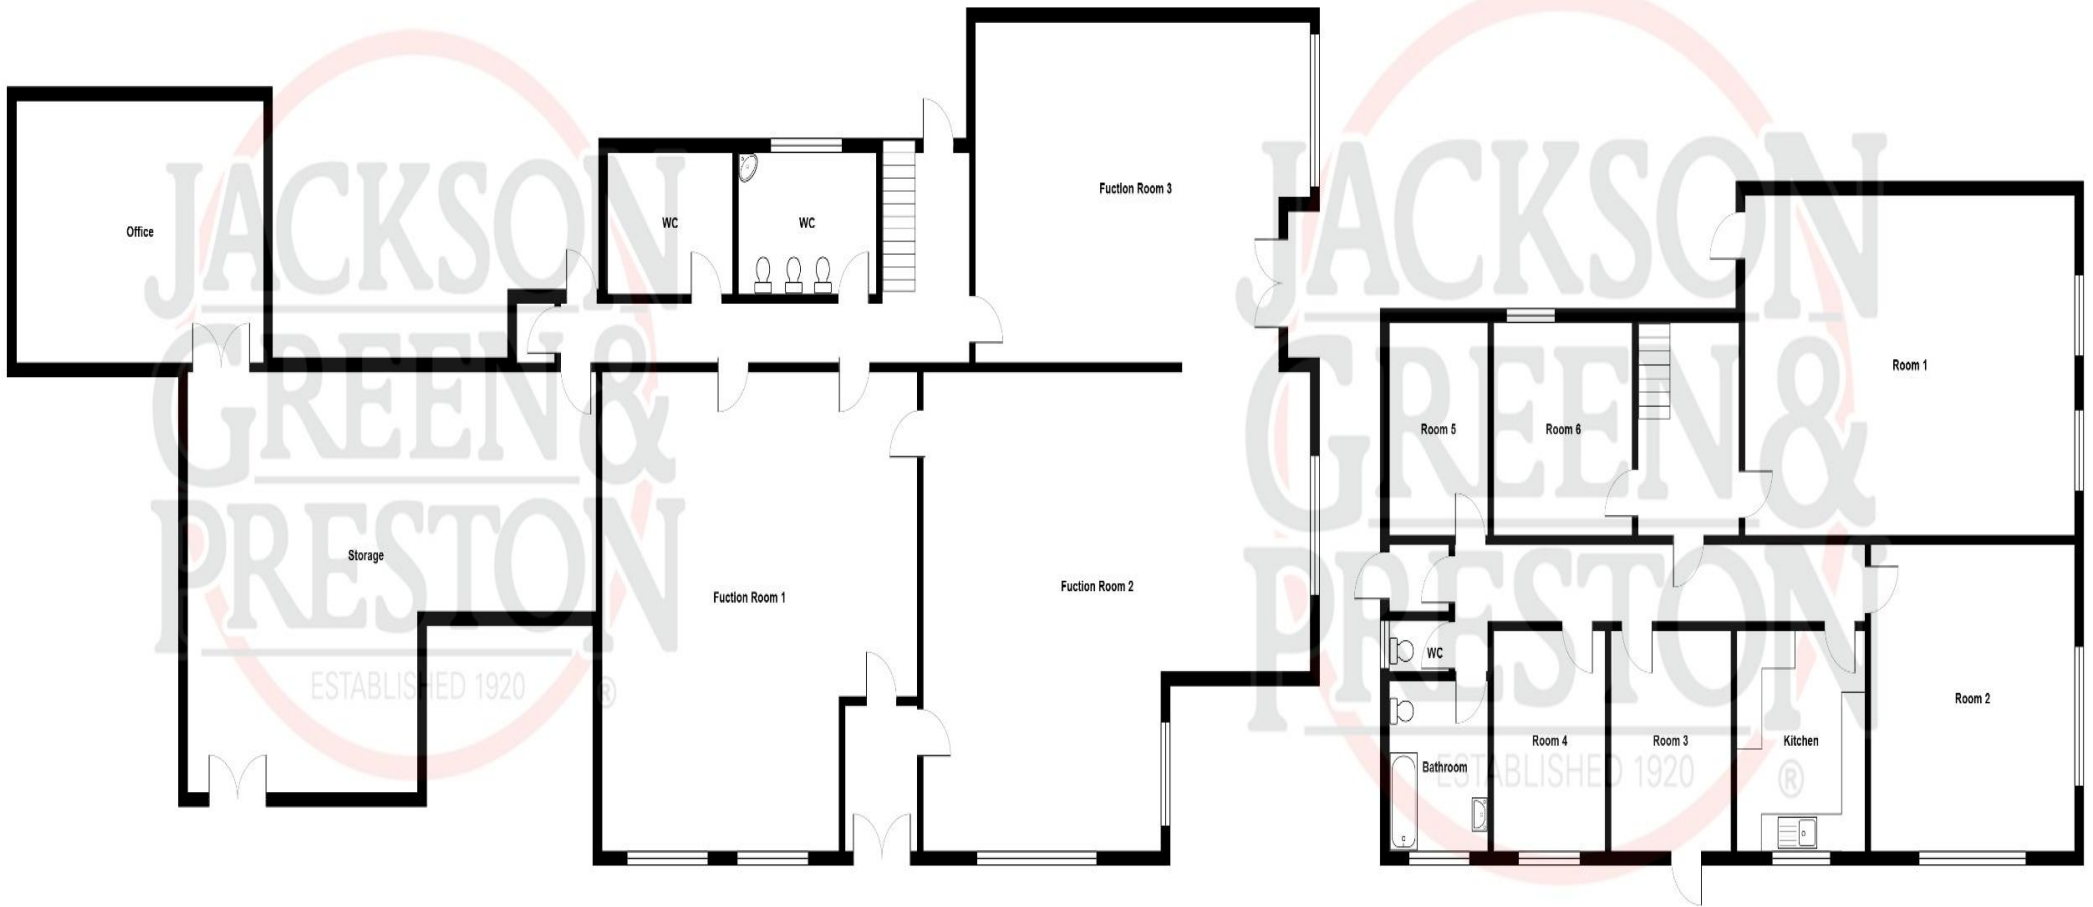 Office
WC
WC
Fuction Room 3
Storage
Fuction Room 1
Fuction Room 2
Room 1
Room 5
Room 6
WC
Bathroom
Room 4
Room 3
Kitchen
Room 2
JACKSON
GREEN &
PRESTON
ESTABLISHED 1920
®
JACKSON
GREEN &
PRESTON
ESTABLISHED 1920
®